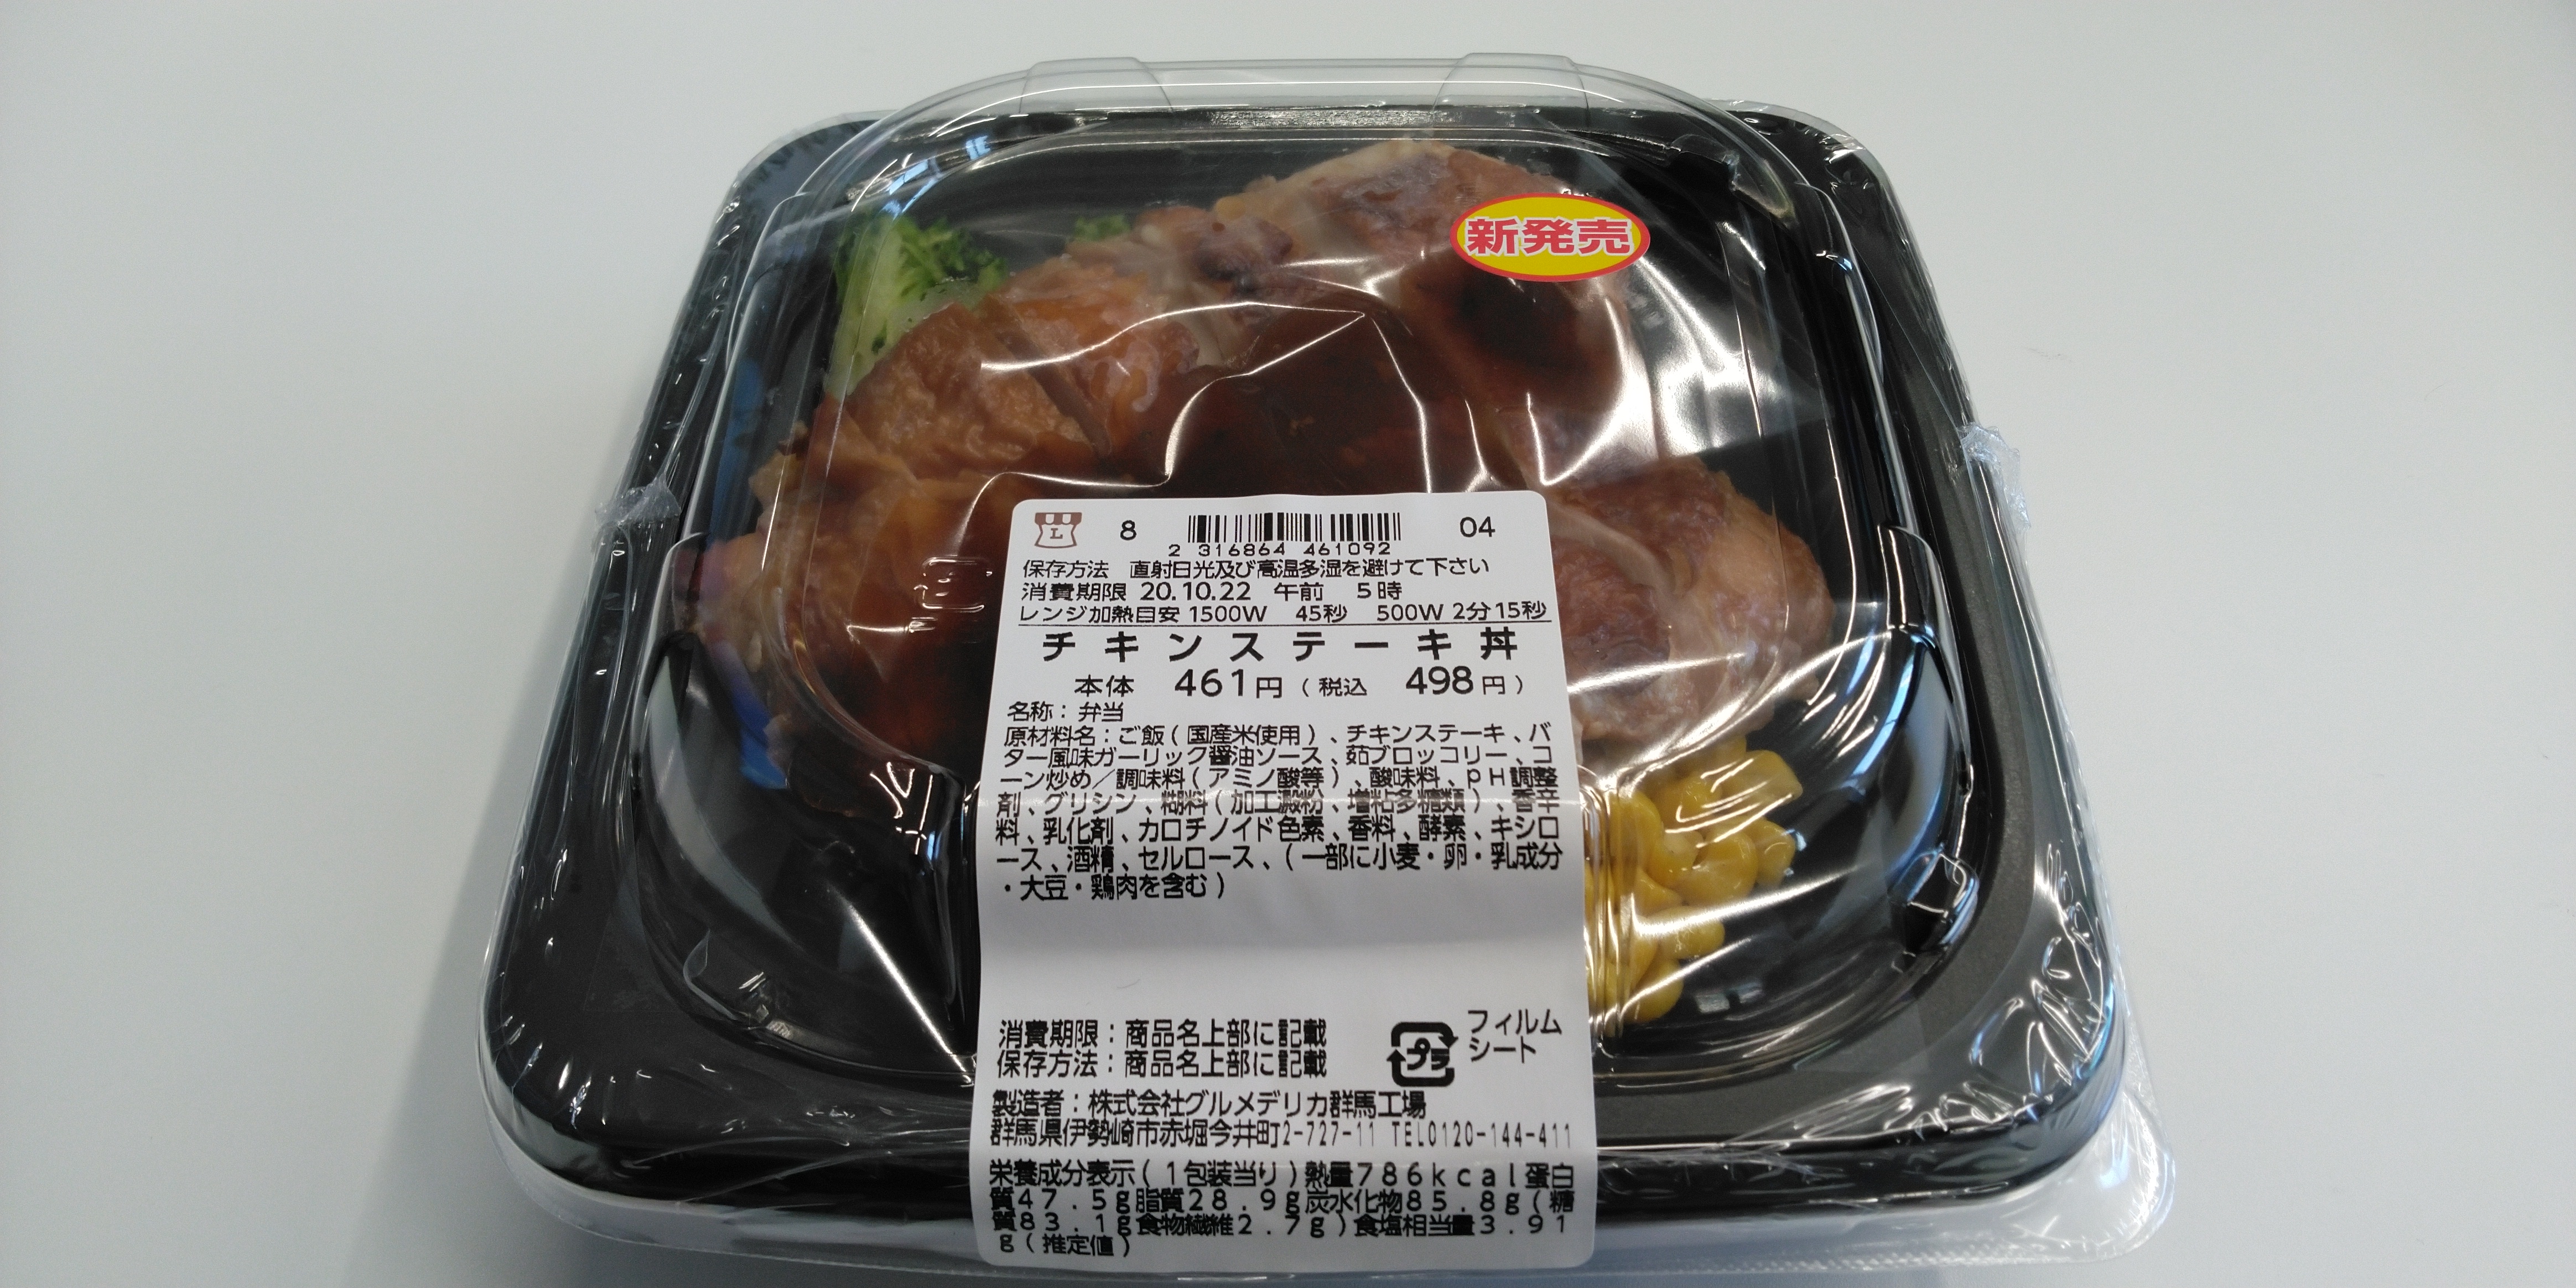 新発売
L
8 04
2 316864 461092
保存方法 直射日光及び高温多湿を避けて下さい
消費期限 20.10.22 午前 5時
レンジ加熱目安 1500W 45秒 500W 2分15秒
チキンステーキ丼
本体 461円(税込 498円)
名称:弁当
原材料名:ご飯(国産米使用)、チキンステーキ、バ
ター風味ガーリック醤油ソース、茹ブロッコリー、コ
ーン炒め/調味料(アミノ酸等)、酸味料、pH調整
剤、グリシン、糊料(加工澱粉、増粘多糖類)、香辛
料、乳化剤、カロチノイド色素、香料、酵素、キシロ
ース、酒精、セルロース、(一部に小麦・卵・乳成分
・大豆・鶏肉を含む)
消費期限:商品名上部に記載
保存方法:商品名上部に記載
プラ
フィルム
シート
製造者:株式会社グルメデリカ群馬工場
群馬県伊勢崎市赤堀今井町2-727-11 TEL0120-144-411
栄養成分表示(1包装当り)熱量786kcal蛋白
質47.5g脂質28.9g炭水化物85.8g(糖
質83.1g食物繊維2.7g)食塩相当量3.91
g(推定値)